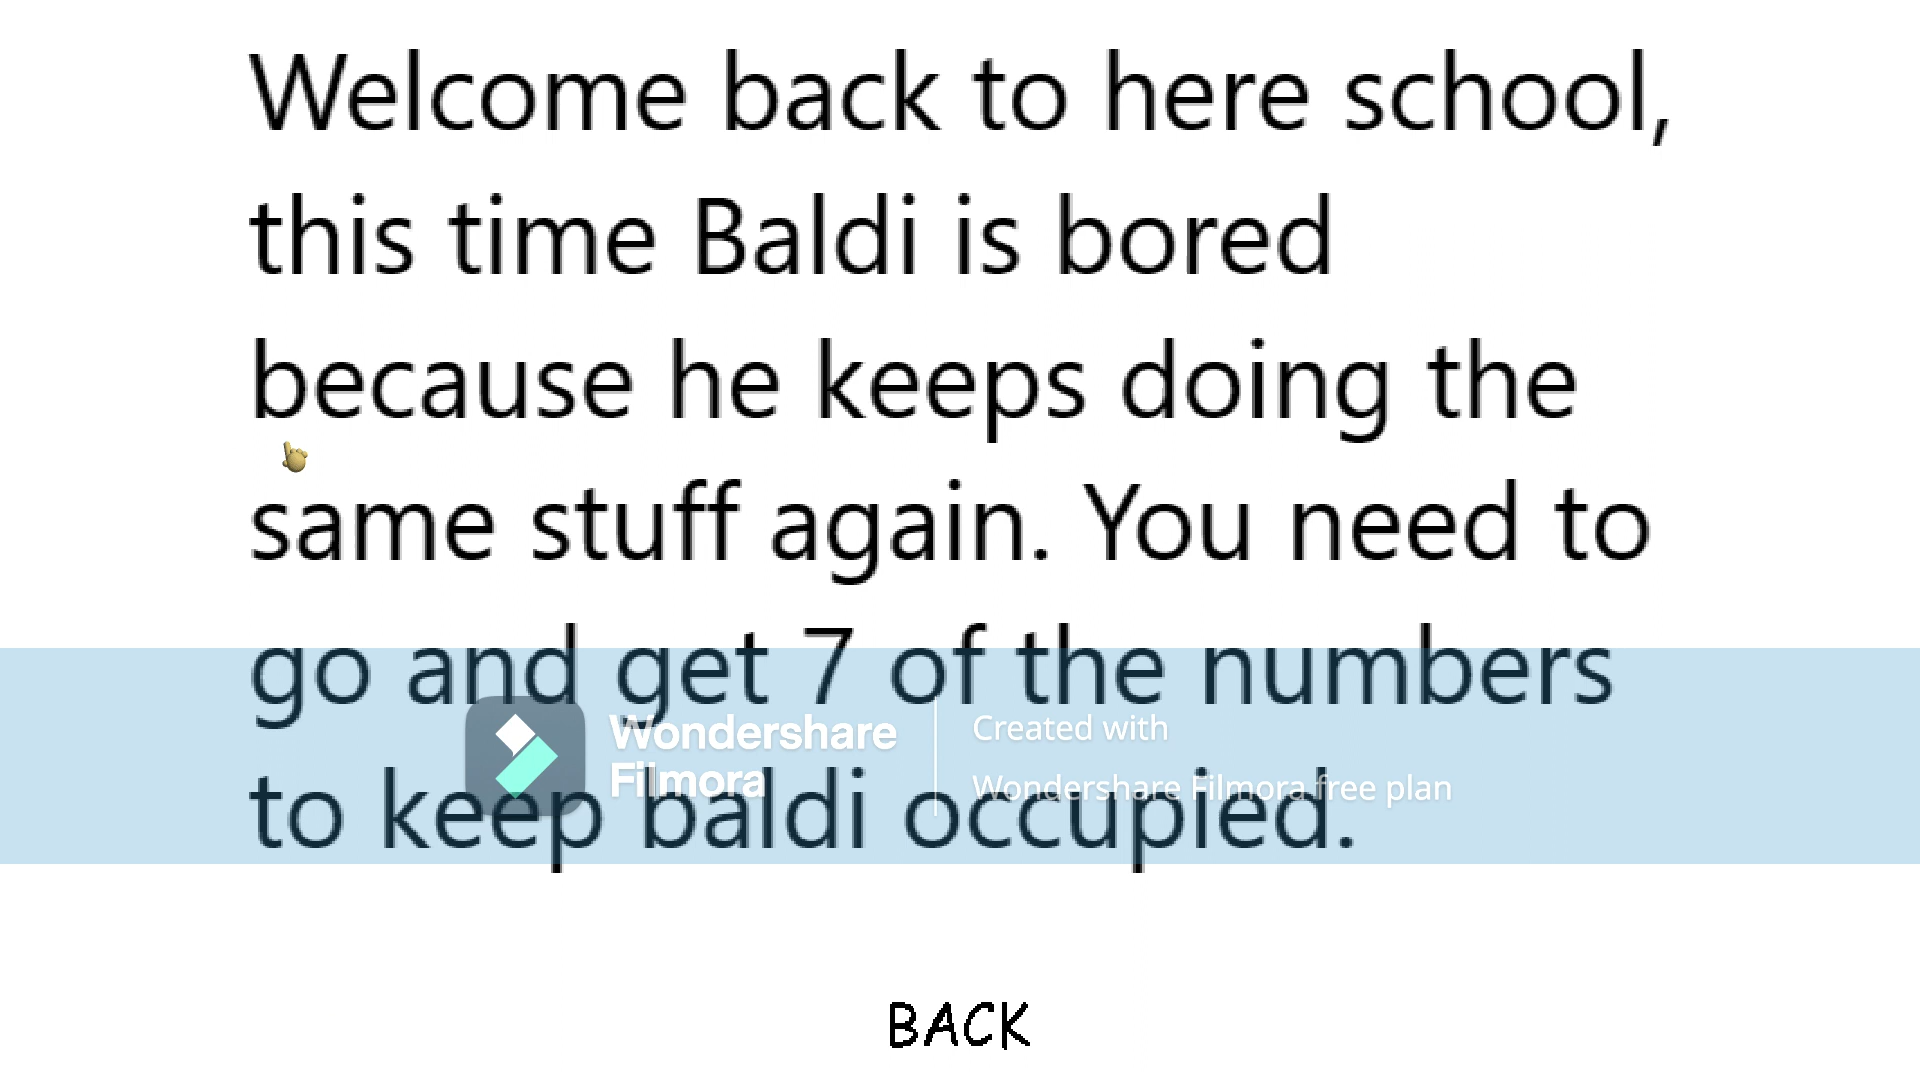 Welcome back to here school,
this time Baldi is bored
because he keeps doing the
same stuff again. You need to
go and get 7 of the numbers
to keep baldi occupied.
Wondershare
Filmora
Created with
Wondershare Filmora free plan
BACK